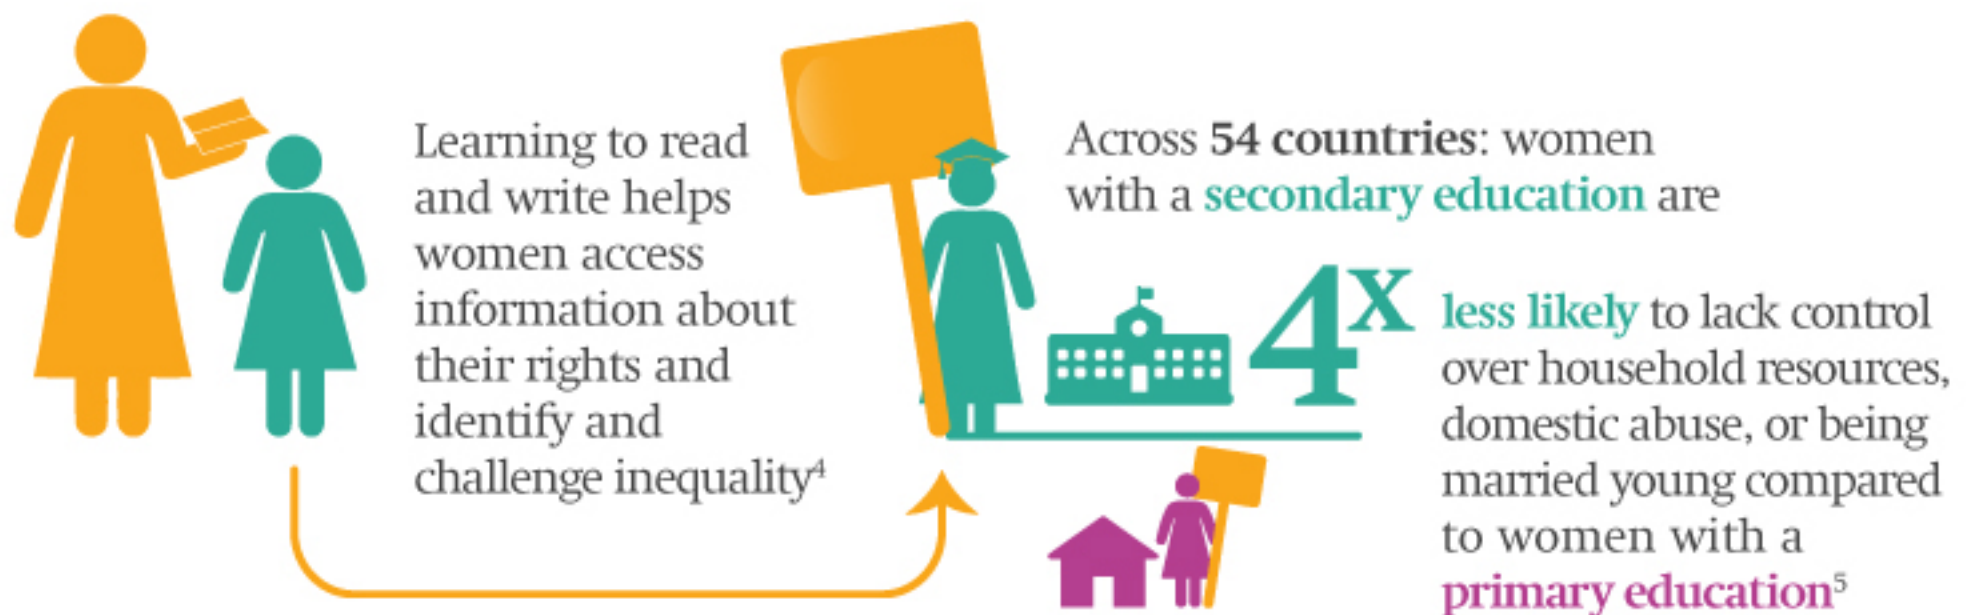 Learning to read
and write helps
women access
information about
their rights and
identify and
challenge inequality⁴
Across 54 countries: women
with a secondary education are
4x
less likely to lack control
over household resources,
domestic abuse, or being
married young compared
to women with a
primary education⁵